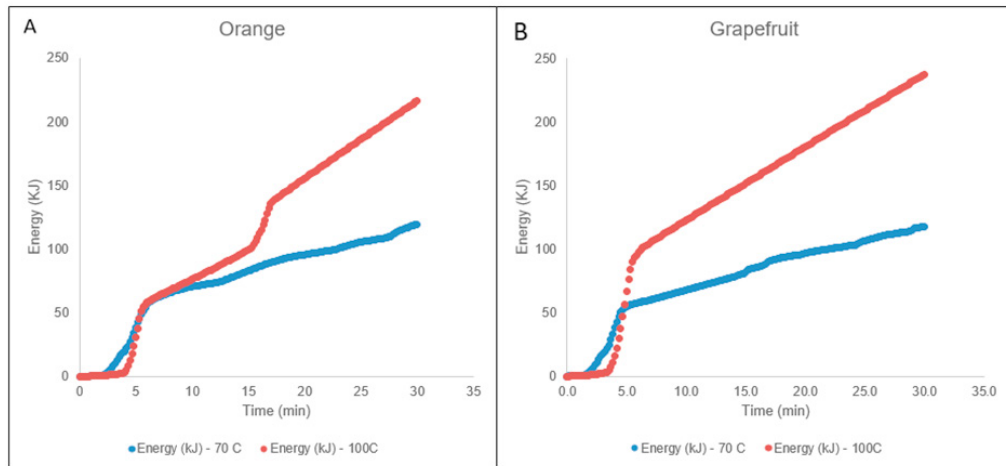 A
Orange
Energy (KJ)
250
200
150
100
50
0
0
5
10
15
20
25
30
35
Time (min)
Energy (kJ) - 70 C
Energy (kJ) - 100C
B
Grapefruit
Energy (KJ)
250
200
150
100
50
0
0.0
5.0
10.0
15.0
20.0
25.0
30.0
35.0
Time (min)
Energy (kJ) - 70 C
Energy (kJ) - 100C